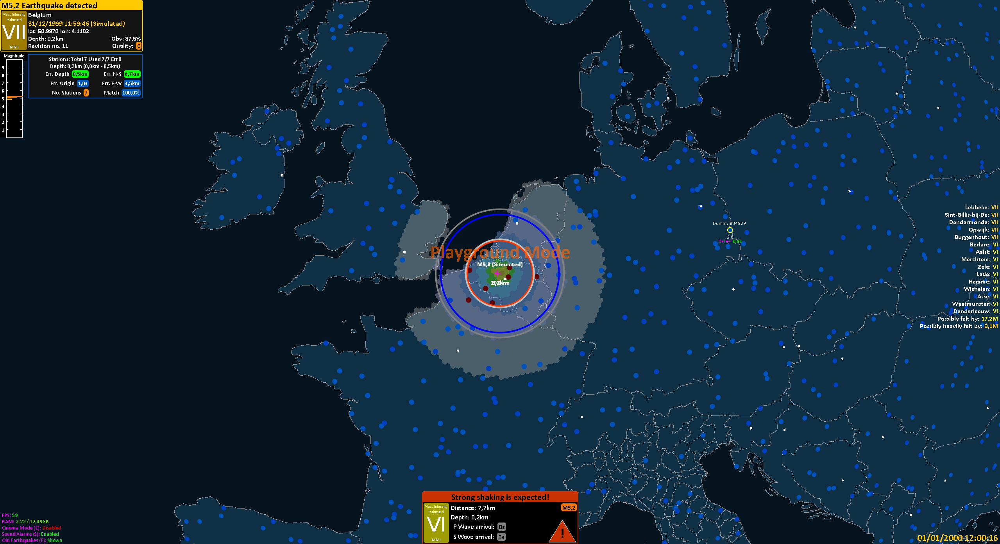 M5,2 Earthquake detected
Max. Intensity
Estimated
VII
MMI
Belgium
31/12/1999 11:59:46 (Simulated)
lat: 50.9970 lon: 4.1102
Depth: 0,2km
Obv: 87,5%
Revision no. 11
Quality: C
Magnitude
9
8
7
6
5
4
3
2
1
Stations: Total 7 Used 7/7 Err 0
Depth: 0,2km (0,0km - 8,5km)
Err. Depth 8,5km Err. N-S 6,7km
Err. Origin 1,0s Err. E-W 4,5km
No. Stations 7 Match 100,0%
Dummy #34929
2,8
Delay: 0,0s
Playground Mode
(Simulated)
Lebbeke: VII
Sint-Gillis-bij-De: VII
Dendermonde: VII
Opwijk: VII
Buggenhout: VII
Berlare: VI
Aalst: VI
Merchtem: VI
Zele: VI
Lede: VI
Hamme: VI
Wichelen: VI
Asse: VI
Waasmunster: VI
Denderleeuw: VI
Possibly felt by: 17,2M
Possibly heavily felt by: 3,1M
Strong shaking is expected!
Max. Intensity
Estimated
VI
MMI
Distance: 7,7km
M5,2
Depth: 0,2km
P Wave arrival: 0s
S Wave arrival: 0s
!
FPS: 59
RAM: 2,22 / 12,49GB
Cinema Mode (C): Disabled
Sound Alarms (S): Enabled
Old Earthquakes (E): Shown
01/01/2000 12:00:16